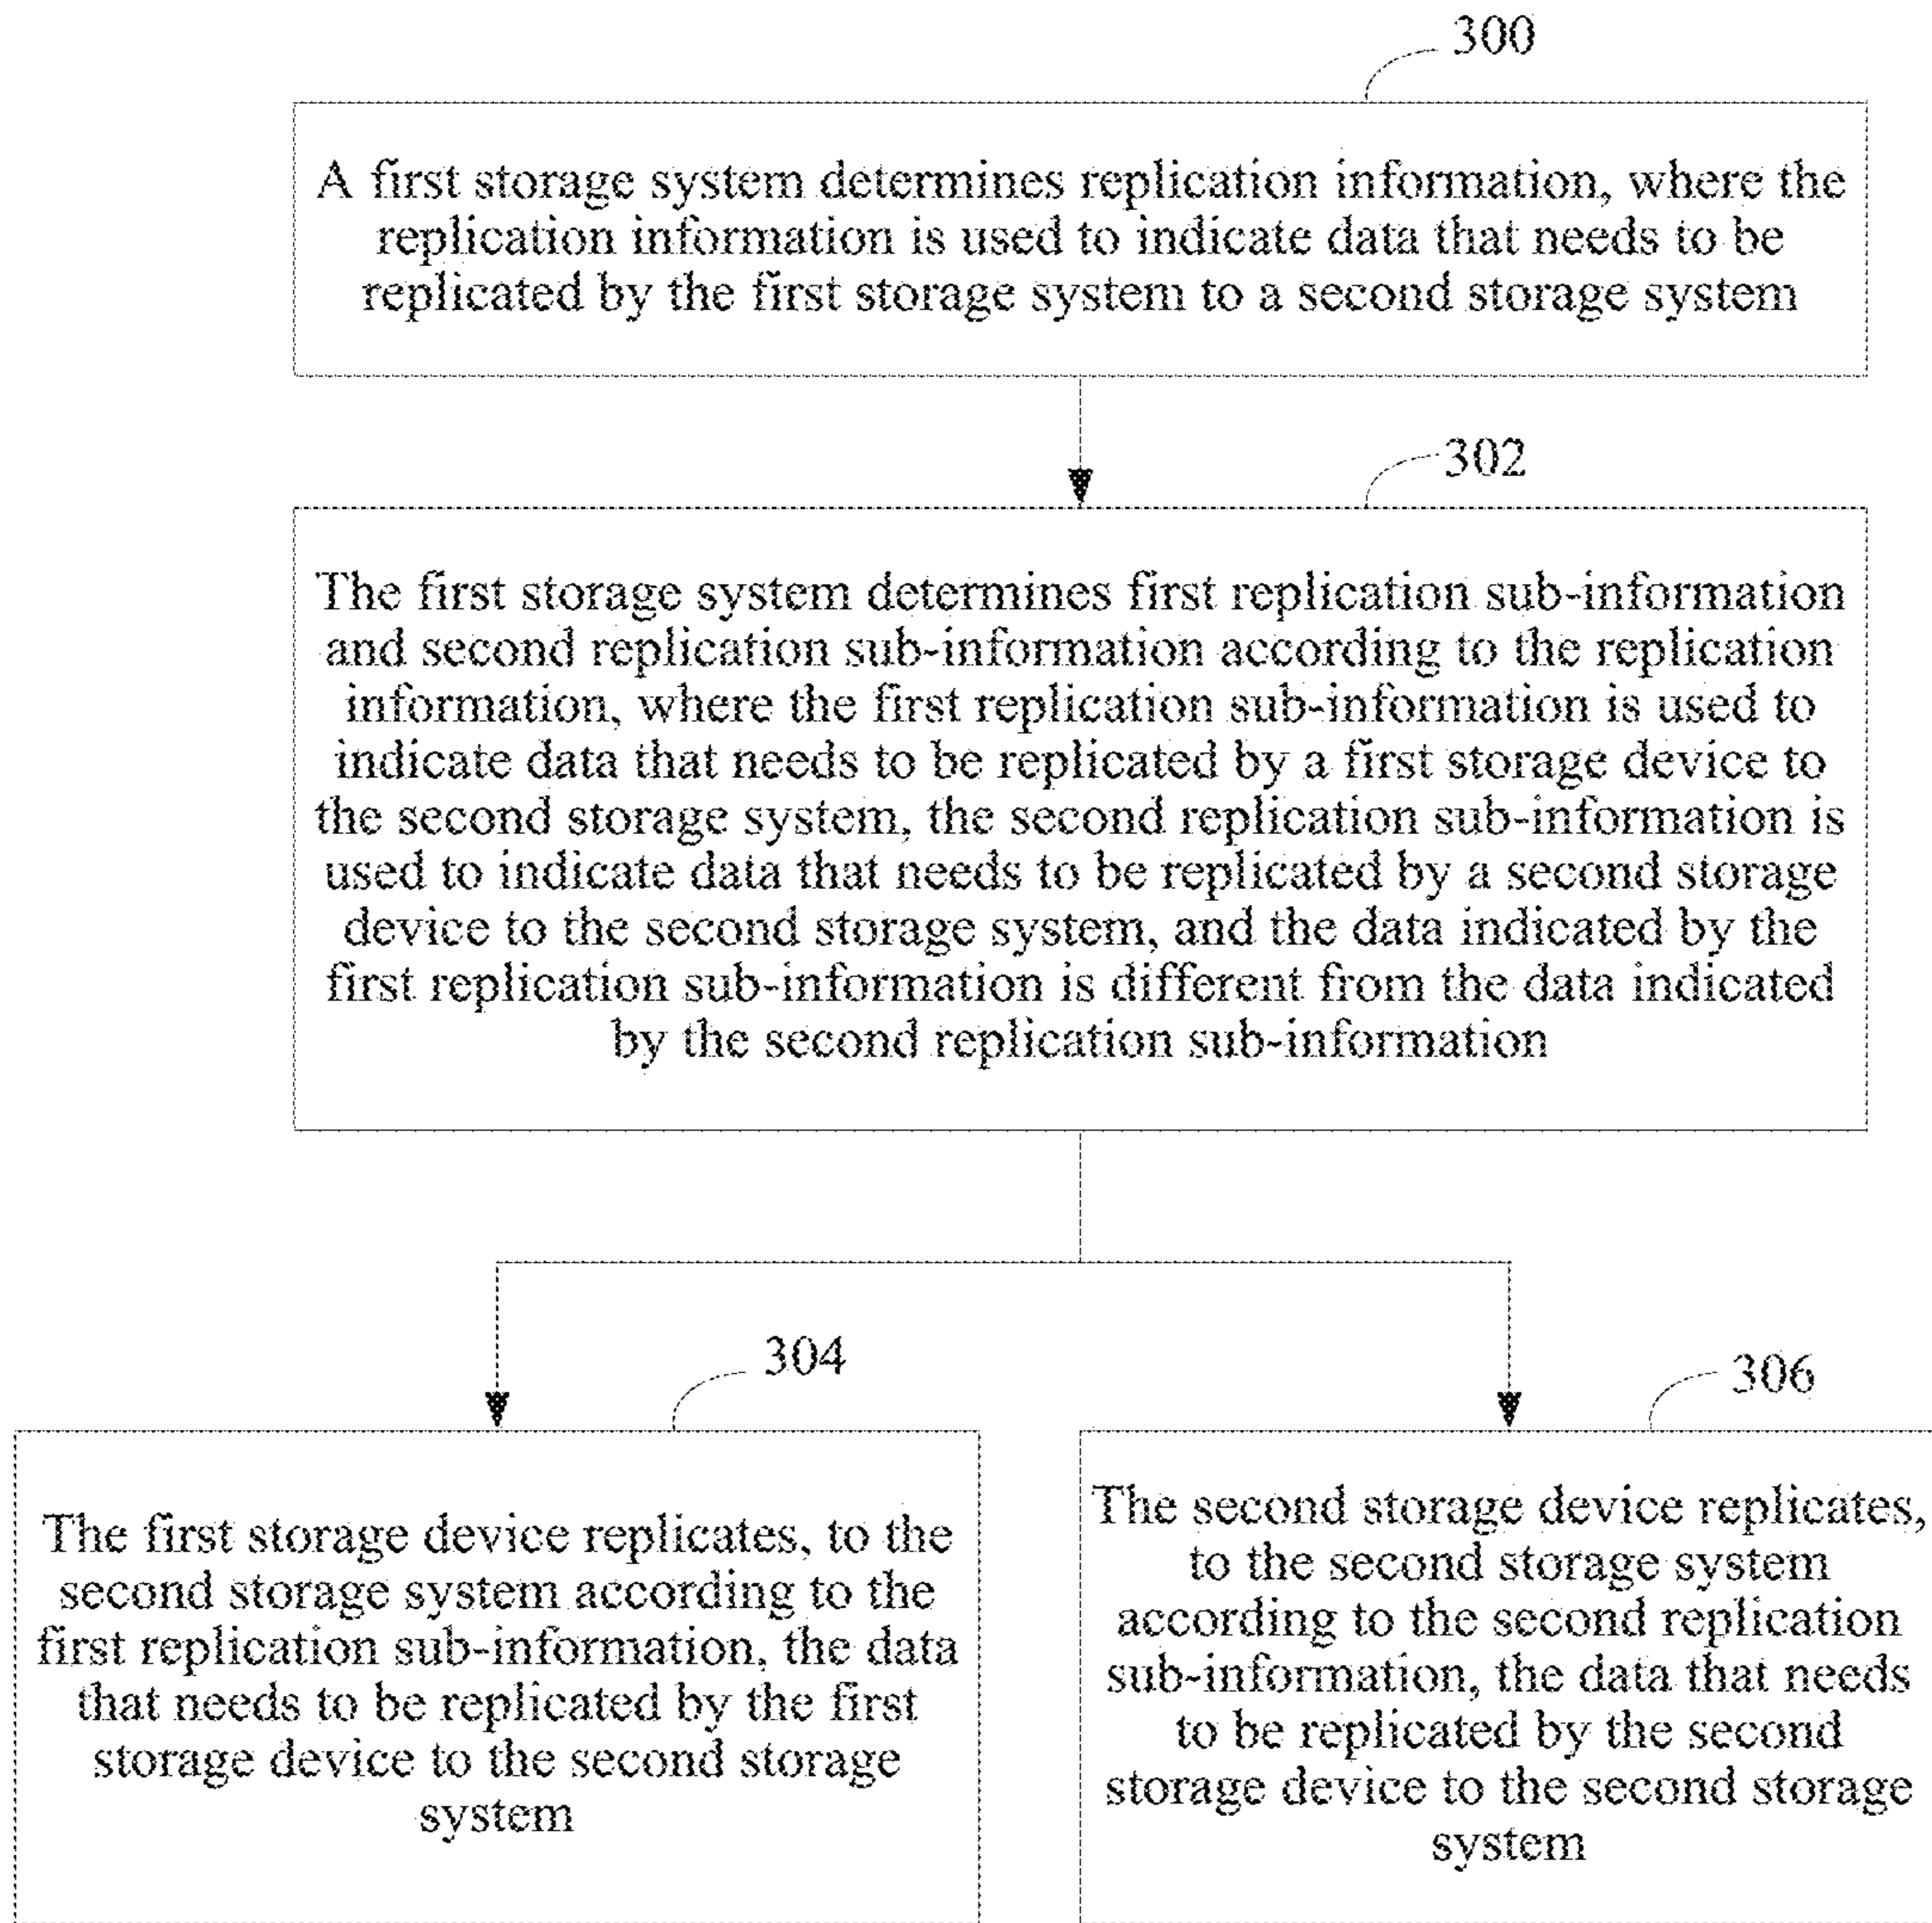 300
A first storage system determines replication information, where the
replication information is used to indicate data that needs to be
replicated by the first storage system to a second storage system
302
The first storage system determines first replication sub-information
and second replication sub-information according to the replication
information, where the first replication sub-information is used to
indicate data that needs to be replicated by a first storage device to
the second storage system, the second replication sub-information is
used to indicate data that needs to be replicated by a second storage
device to the second storage system, and the data indicated by the
first replication sub-information is different from the data indicated
by the second replication sub-information
304
The first storage device replicates, to the
second storage system according to the
first replication sub-information, the data
that needs to be replicated by the first
storage device to the second storage
system
306
The second storage device replicates,
to the second storage system
according to the second replication
sub-information, the data that needs
to be replicated by the second
storage device to the second storage
system